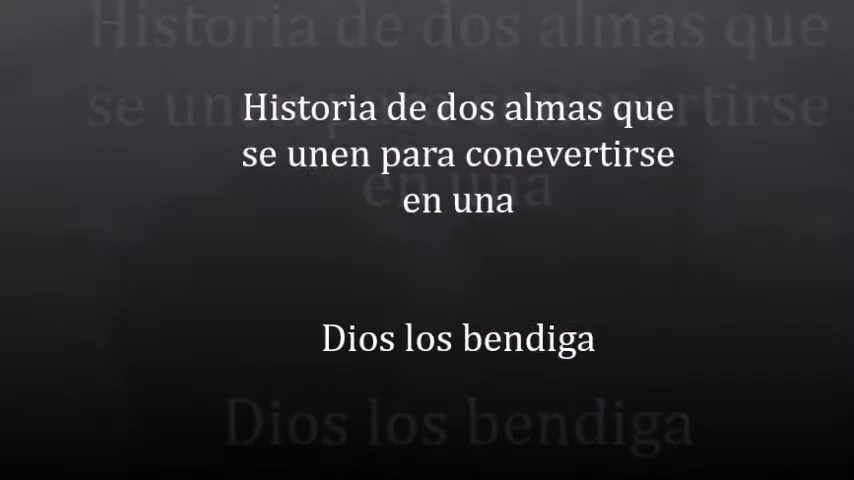 Historia de dos almas que
se unen para conevertirse
en una
Dios los bendiga